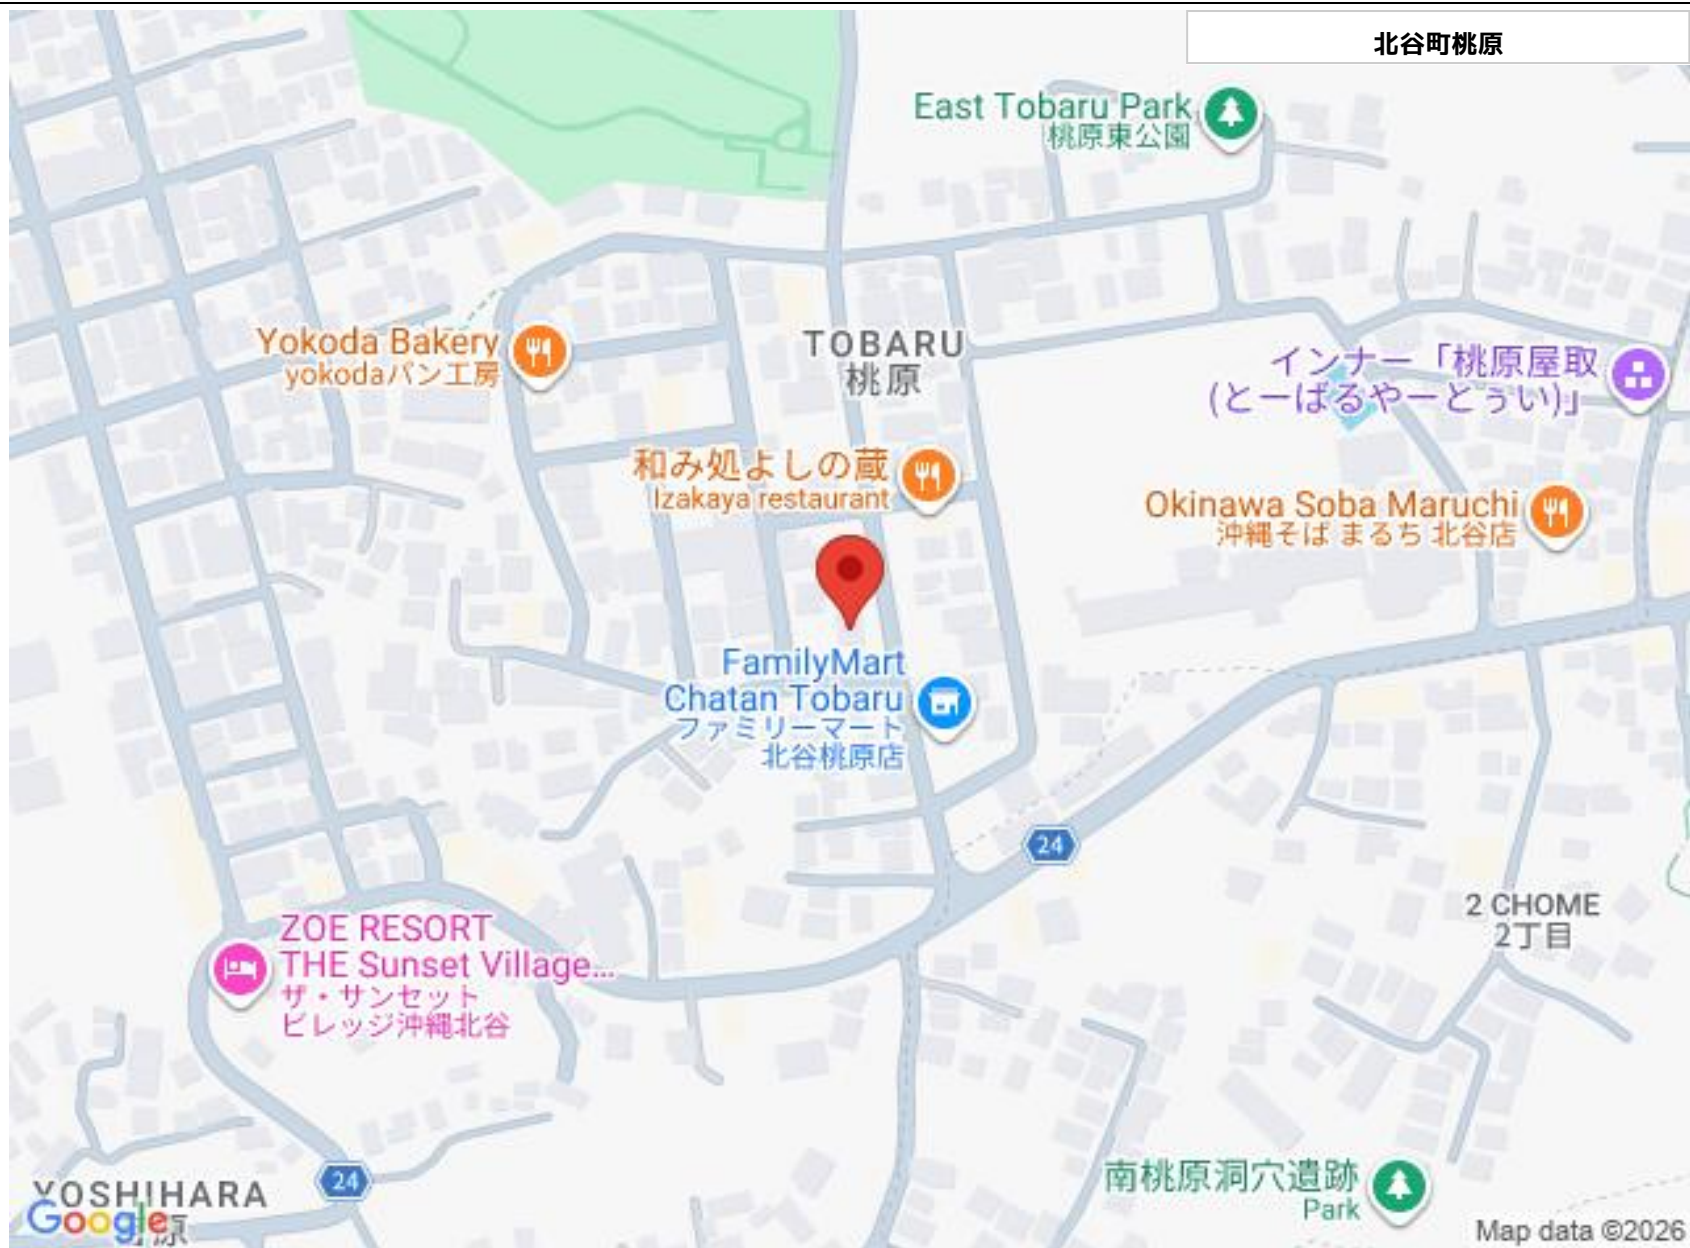 北谷町桃原
East Tobaru Park
桃原東公園
Yokoda Bakery
yokodaパン工房
TOBARU
桃原
インナー「桃原屋取
(とーばるやーとぅい)」
和み処よしの蔵
Izakaya restaurant
Okinawa Soba Maruchi
沖縄そば まるち 北谷店
FamilyMart
Chatan Tobaru
ファミリーマート
北谷桃原店
24
2 CHOME
2丁目
ZOE RESORT
THE Sunset Village...
ザ・サンセット
ビレッジ沖縄北谷
南桃原洞穴遺跡
Park
24
YOSHIHARA
Google
Map data ©2026